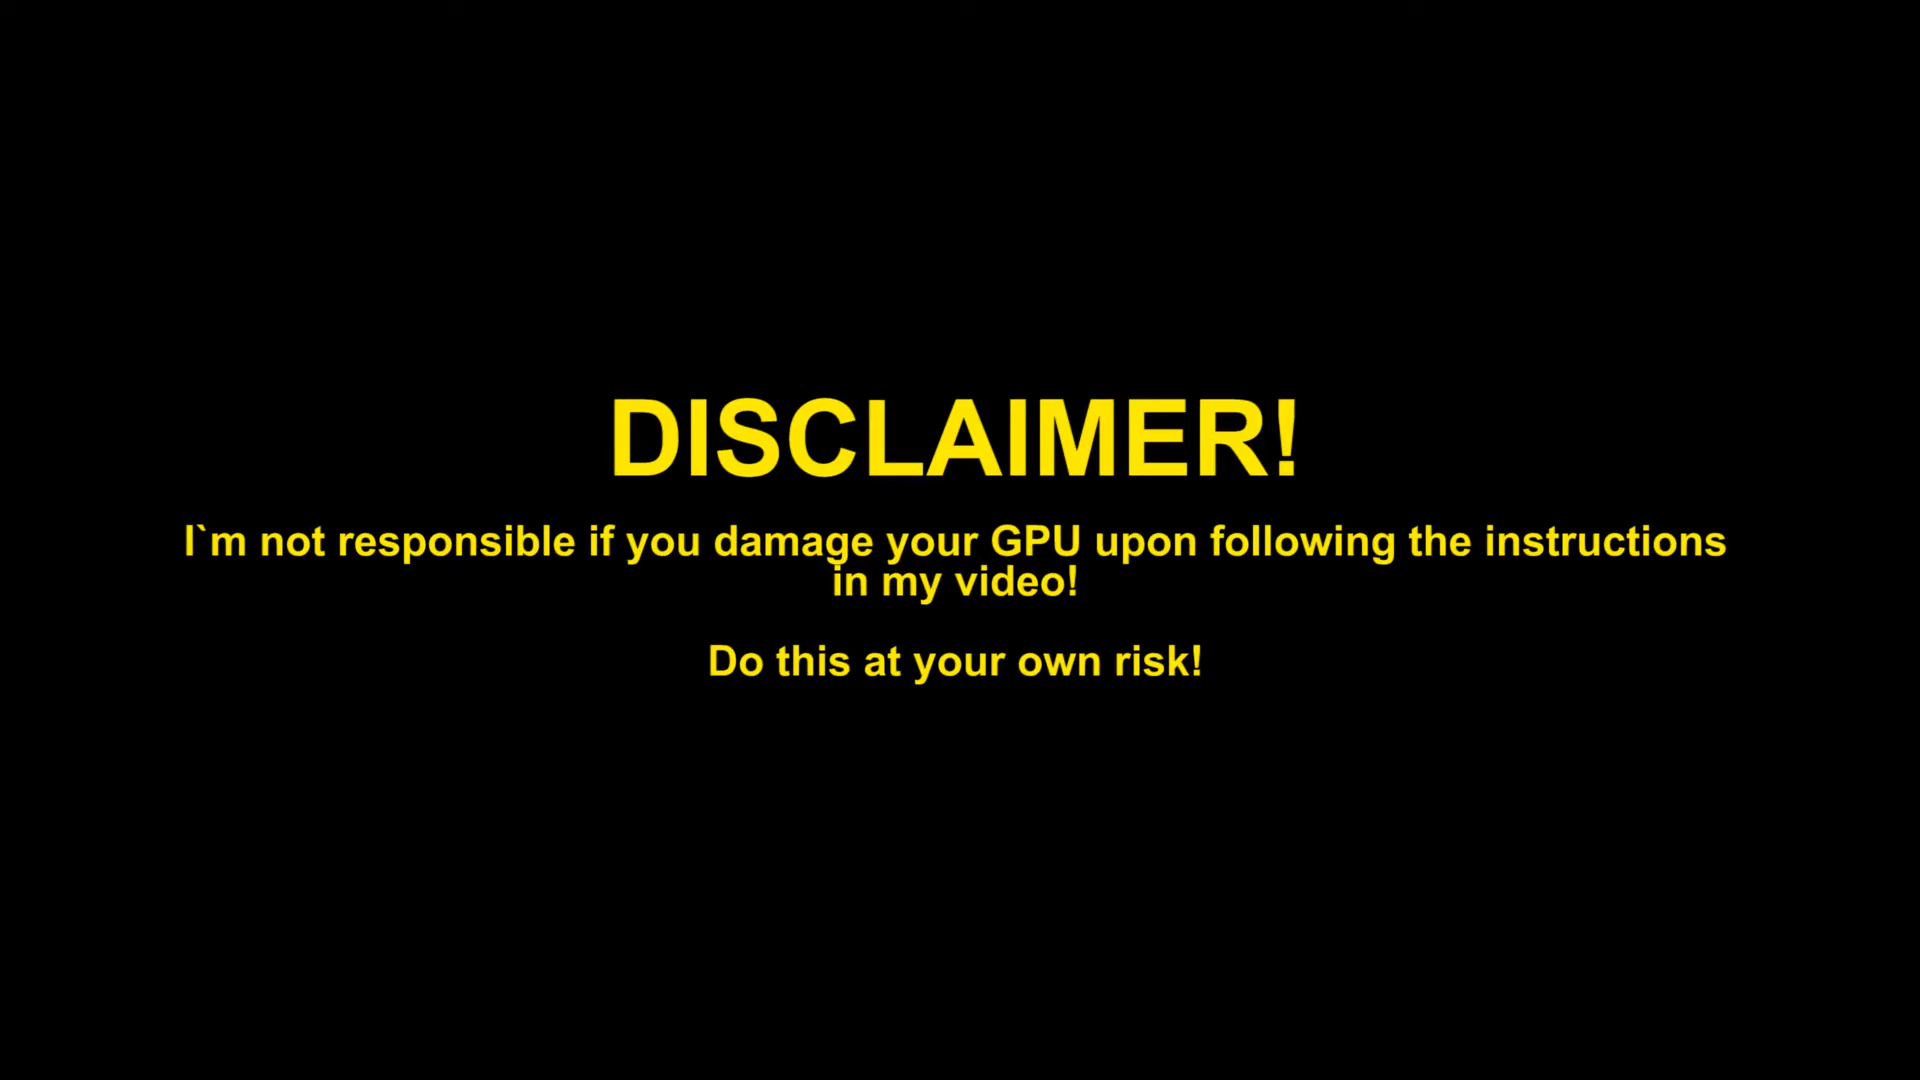 DISCLAIMER!
I`m not responsible if you damage your GPU upon following the instructions
in my video!
Do this at your own risk!